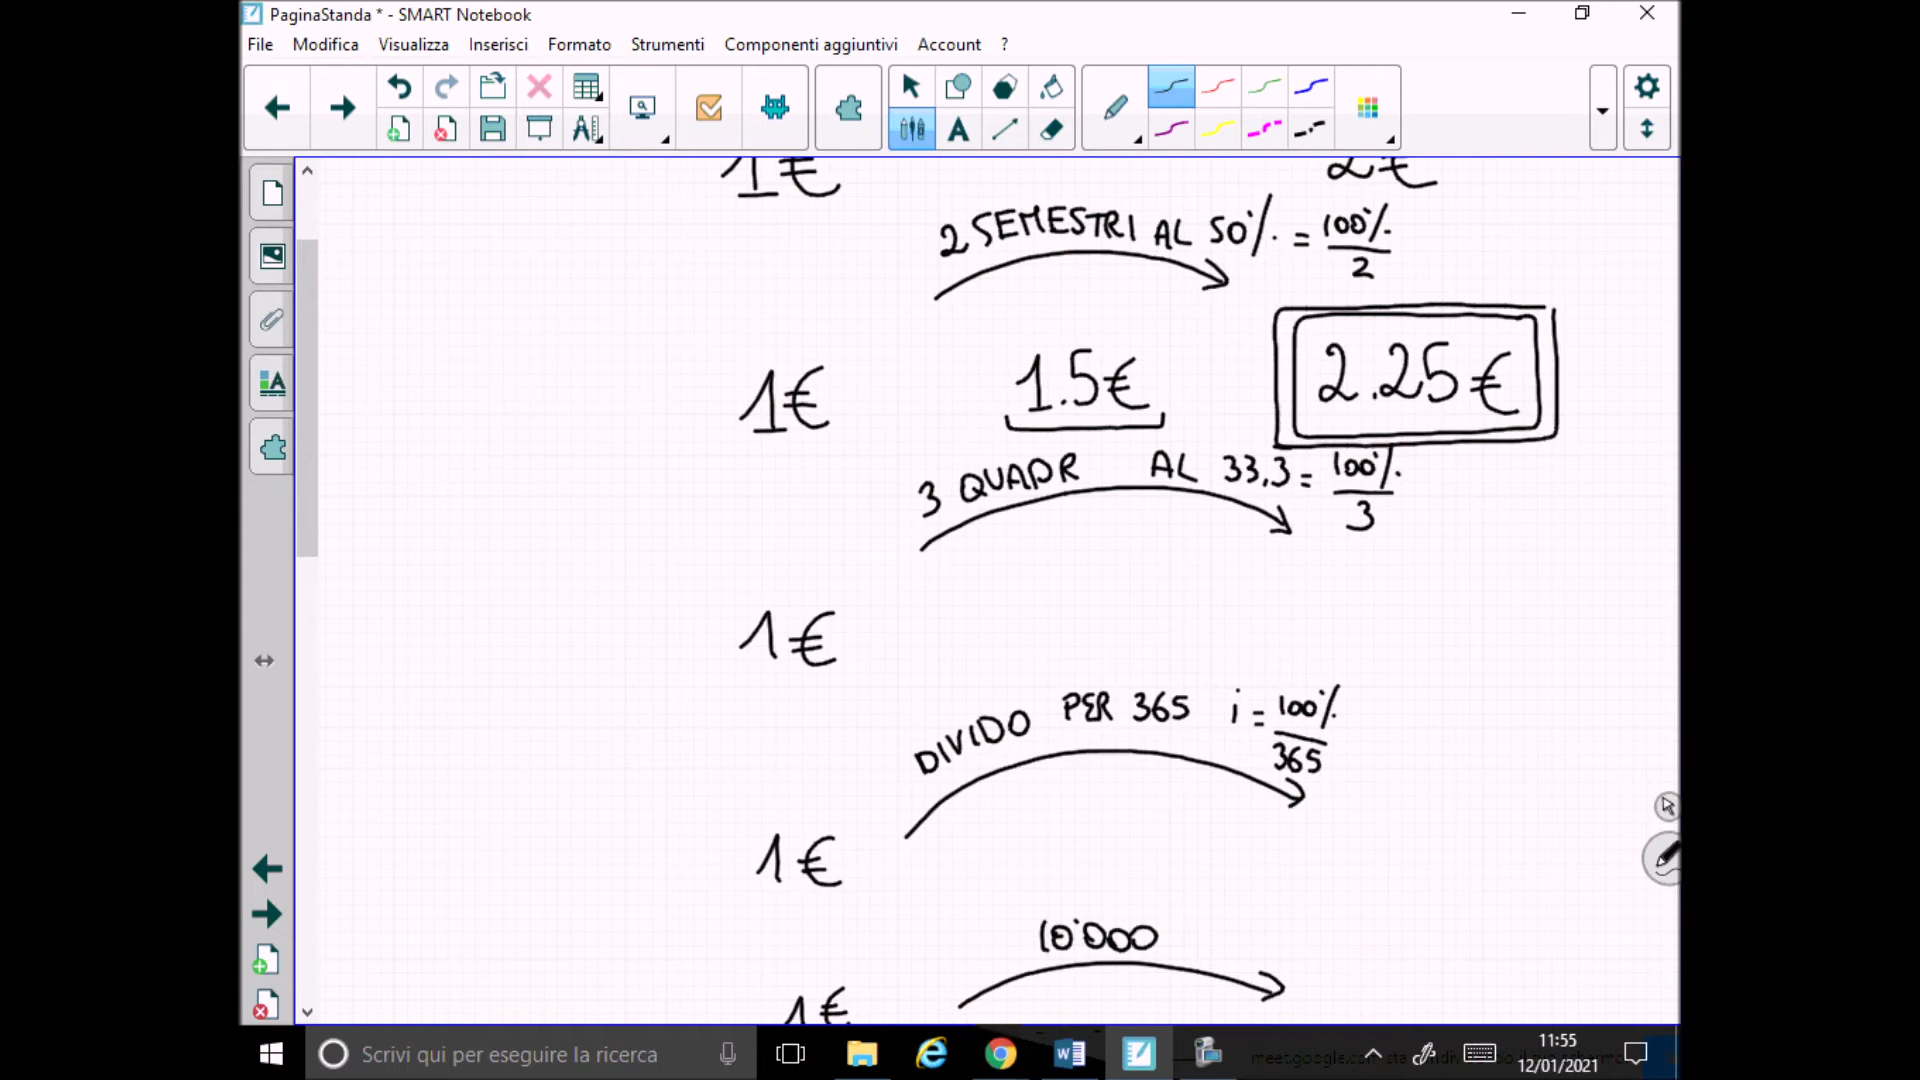 PaginaStanda * - SMART Notebook
File Modifica Visualizza Inserisci Formato Strumenti Componenti aggiuntivi Account ?
1€ 2€
2 SEMESTRI AL 50% = 100% / 2
1€ 1.5€ 2.25€
3 QUADR AL 33,3 = 100% / 3
1€
DIVIDO PER 365 i = 100% / 365
1€
10'000
1€
Scrivi qui per eseguire la ricerca
11:55
12/01/2021